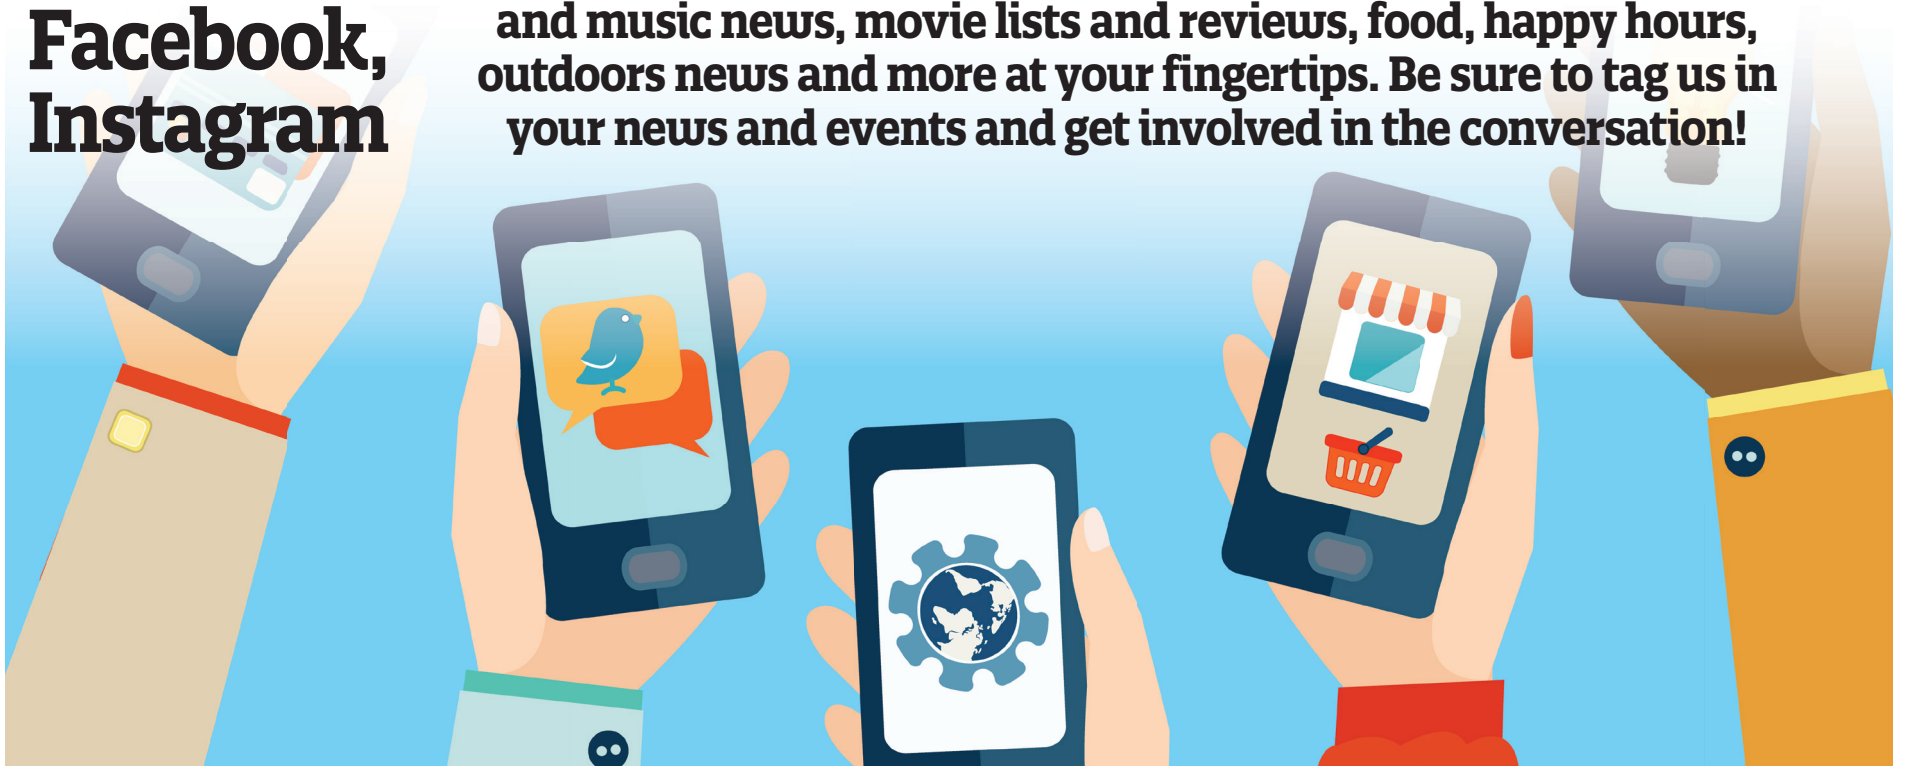 Facebook,
Instagram
and music news, movie lists and reviews, food, happy hours,
outdoors news and more at your fingertips. Be sure to tag us in
your news and events and get involved in the conversation!